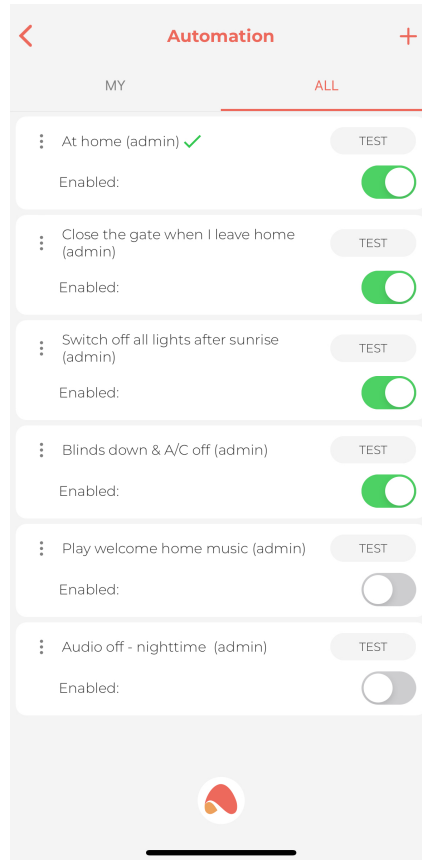 Automation
MY
ALL
At home (admin)
TEST
Enabled:
Close the gate when I leave home
(admin)
TEST
Enabled:
Switch off all lights after sunrise
(admin)
TEST
Enabled:
Blinds down & A/C off (admin)
TEST
Enabled:
Play welcome home music (admin)
TEST
Enabled:
Audio off - nighttime  (admin)
TEST
Enabled: